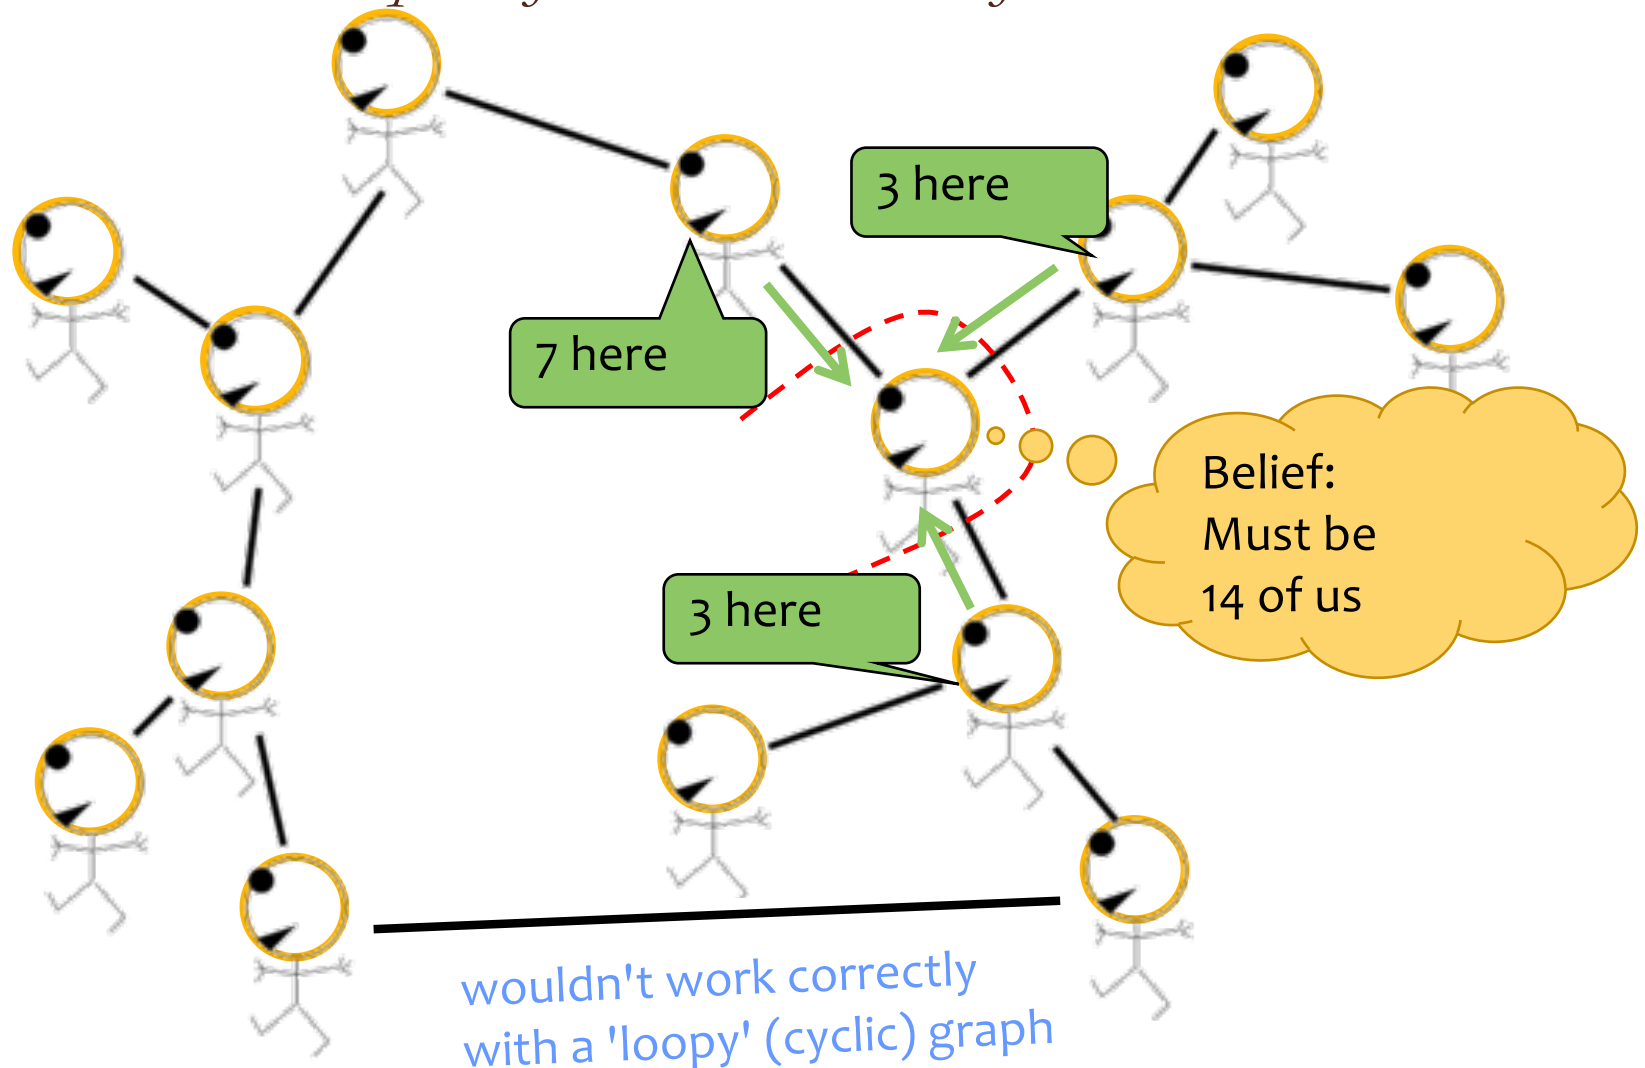 3 here
7 here
Belief:
Must be
14 of us
3 here
wouldn't work correctly
with a 'loopy' (cyclic) graph